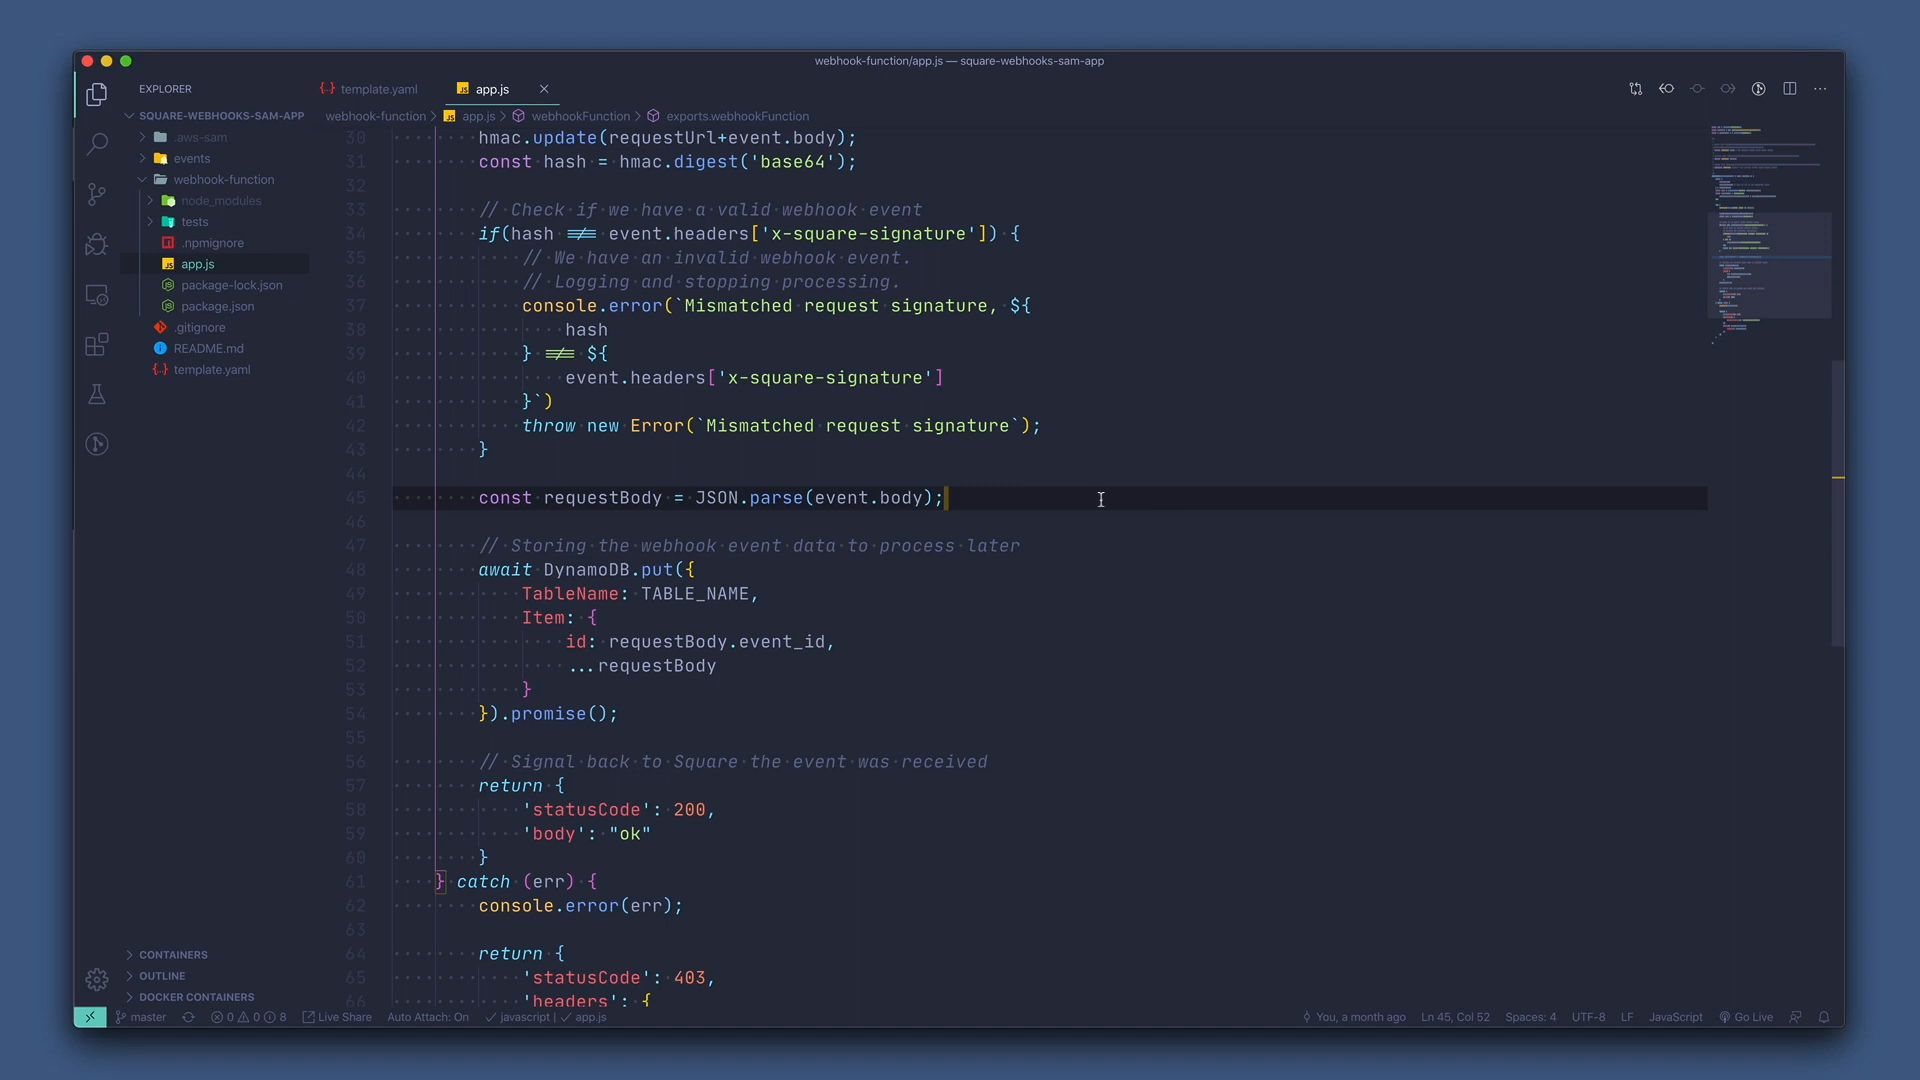 webhook-function/app.js — square-webhooks-sam-app
EXPLORER
template.yaml
app.js
SQUARE-WEBHOOKS-SAM-APP
webhook-function > app.js > webhookFunction > exports.webhookFunction
.aws-sam
events
webhook-function
node_modules
tests
.npmignore
app.js
package-lock.json
package.json
.gitignore
README.md
template.yaml
CONTAINERS
OUTLINE
DOCKER CONTAINERS
30 hmac.update(requestUrl+event.body);
31 const hash = hmac.digest('base64');
32
33 // Check if we have a valid webhook event
34 if(hash !== event.headers['x-square-signature']) {
35 // We have an invalid webhook event.
36 // Logging and stopping processing.
37 console.error(`Mismatched request signature, ${
38 hash
39 } !== ${
40 event.headers['x-square-signature']
41 }`)
42 throw new Error(`Mismatched request signature`);
43 }
44
45 const requestBody = JSON.parse(event.body);
46
47 // Storing the webhook event data to process later
48 await DynamoDB.put({
49 TableName: TABLE_NAME,
50 Item: {
51 id: requestBody.event_id,
52 ...requestBody
53 }
54 }).promise();
55
56 // Signal back to Square the event was received
57 return {
58 'statusCode': 200,
59 'body': "ok"
60 }
61 } catch (err) {
62 console.error(err);
63
64 return {
65 'statusCode': 403,
66 'headers': {
master 0 0 8 Live Share Auto Attach: On javascript | app.js You, a month ago Ln 45, Col 52 Spaces: 4 UTF-8 LF JavaScript Go Live